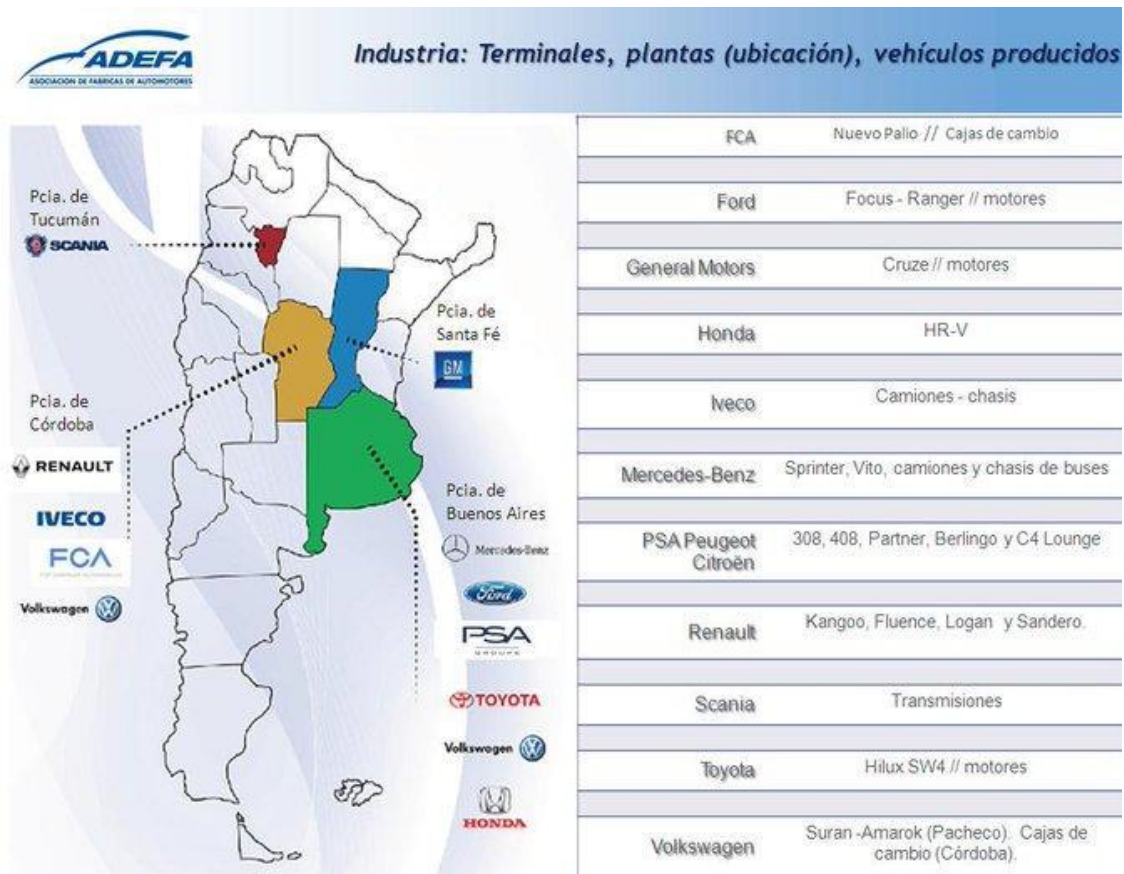 ADEFA
ASOCIACIÓN DE FÁBRICAS DE AUTOMOTORES
Industria: Terminales, plantas (ubicación), vehículos producidos
Pcia. de
Tucumán
SCANIA
Pcia. de
Santa Fé
GM
Pcia. de
Córdoba
RENAULT
IVECO
FCA
Volkswagen
Pcia. de
Buenos Aires
Mercedes-Benz
Ford
PSA
GROUPE
TOYOTA
Volkswagen
HONDA
FCA Nuevo Palio // Cajas de cambio
Ford Focus - Ranger // motores
General Motors Cruze // motores
Honda HR-V
Iveco Camiones - chasis
Mercedes-Benz Sprinter, Vito, camiones y chasis de buses
PSA Peugeot Citroën 308, 408, Partner, Berlingo y C4 Lounge
Renault Kangoo, Fluence, Logan y Sandero.
Scania Transmisiones
Toyota Hilux SW4 // motores
Volkswagen Suran -Amarok (Pacheco). Cajas de
cambio (Córdoba).